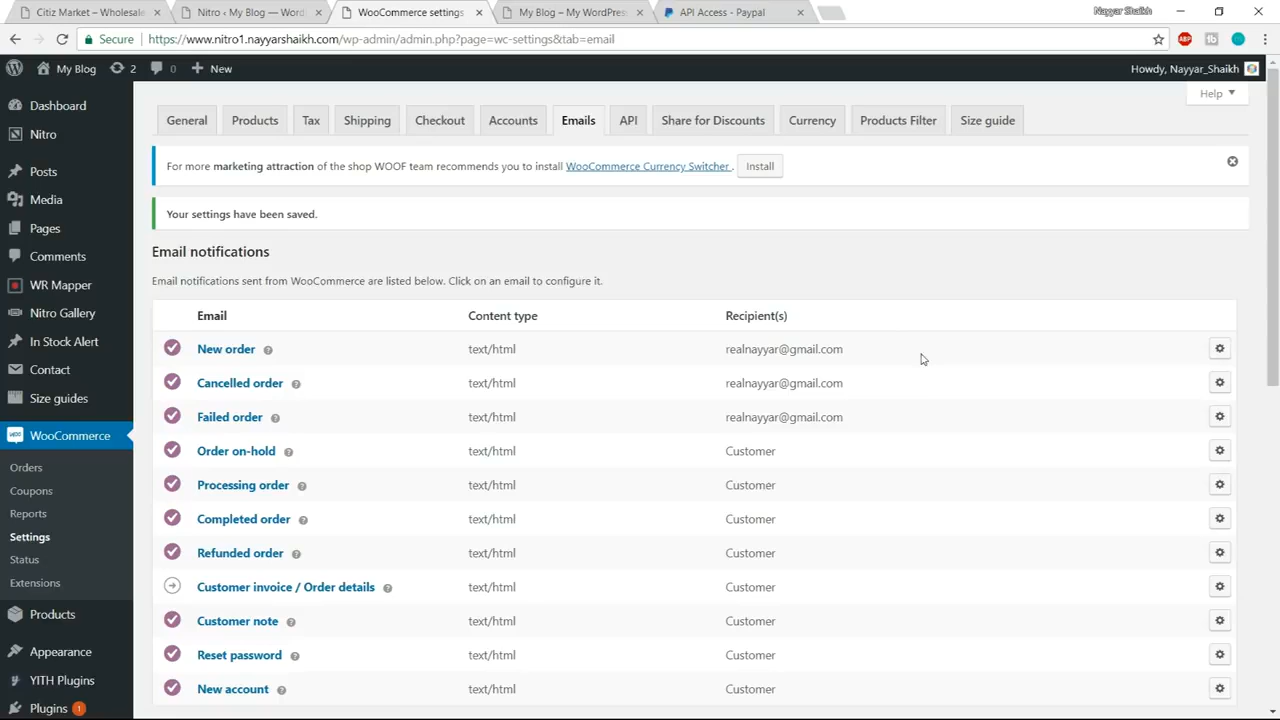 Citiz Market – Wholesale
Nitro ‹ My Blog — Word
WooCommerce settings
My Blog – My WordPress
API Access - Paypal
Nayyar Shaikh
Secure
https://www.nitro1.nayyarshaikh.com/wp-admin/admin.php?page=wc-settings&tab=email
ABP
My Blog
2
0
New
Howdy, Nayyar_Shaikh
Help
Dashboard
Nitro
Posts
Media
Pages
Comments
WR Mapper
Nitro Gallery
In Stock Alert
Contact
Size guides
WooCommerce
Orders
Coupons
Reports
Settings
Status
Extensions
Products
Appearance
YITH Plugins
Plugins 1
General
Products
Tax
Shipping
Checkout
Accounts
Emails
API
Share for Discounts
Currency
Products Filter
Size guide
For more marketing attraction of the shop WOOF team recommends you to install WooCommerce Currency Switcher . Install
Your settings have been saved.
Email notifications
Email notifications sent from WooCommerce are listed below. Click on an email to configure it.
Email Content type Recipient(s)
New order text/html realnayyar@gmail.com
Cancelled order text/html realnayyar@gmail.com
Failed order text/html realnayyar@gmail.com
Order on-hold text/html Customer
Processing order text/html Customer
Completed order text/html Customer
Refunded order text/html Customer
Customer invoice / Order details text/html Customer
Customer note text/html Customer
Reset password text/html Customer
New account text/html Customer